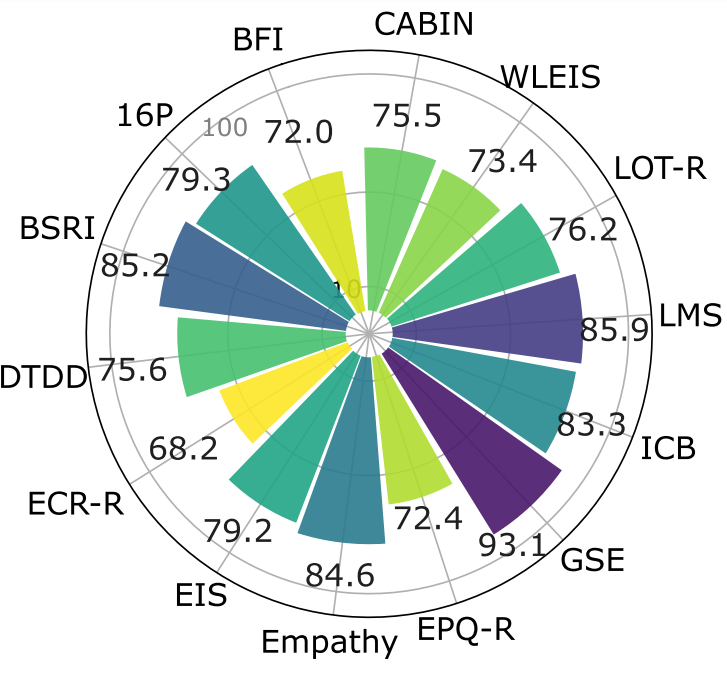 CABIN
BFI
WLEIS
16P
100
72.0
75.5
73.4
LOT-R
79.3
76.2
BSRI
85.2
10
LMS
85.9
DTDD
75.6
83.3
ICB
68.2
ECR-R
79.2
72.4
93.1
GSE
84.6
EIS
Empathy
EPQ-R